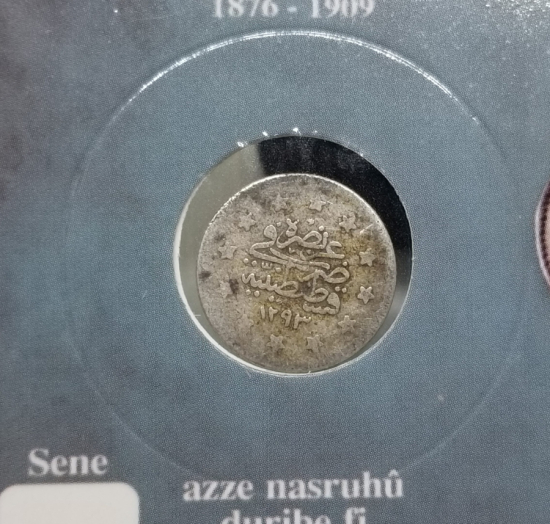 1876 - 1909
عز نصره
ضرب في
قسطنطينية
١٢٩٣
Sene
azze nasruhû
duribe fi